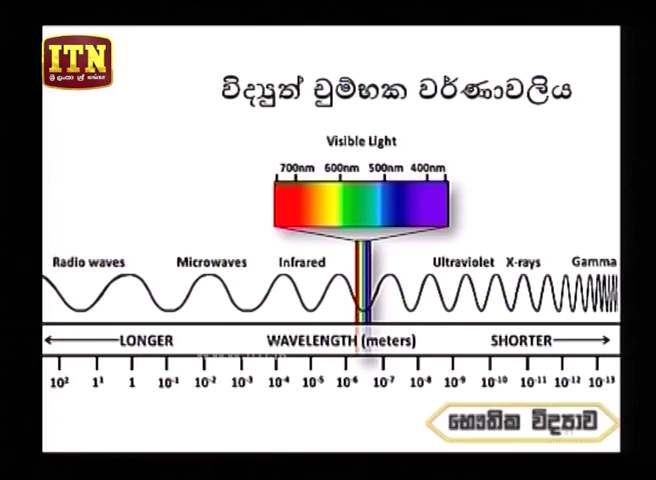 ITN
ශ්‍රී ලංකා
විද්‍යුත් චුම්භක වර්ණාවලිය
Visible Light
700nm 600nm 500nm 400nm
Radio waves Microwaves Infrared Ultraviolet X-rays Gamma
LONGER WAVELENGTH (meters) SHORTER
10² 1¹ 1 10⁻¹ 10⁻² 10⁻³ 10⁻⁴ 10⁻⁵ 10⁻⁶ 10⁻⁷ 10⁻⁸ 10⁻⁹ 10⁻¹⁰ 10⁻¹¹ 10⁻¹² 10⁻¹³
භෞතික විද්‍යාව